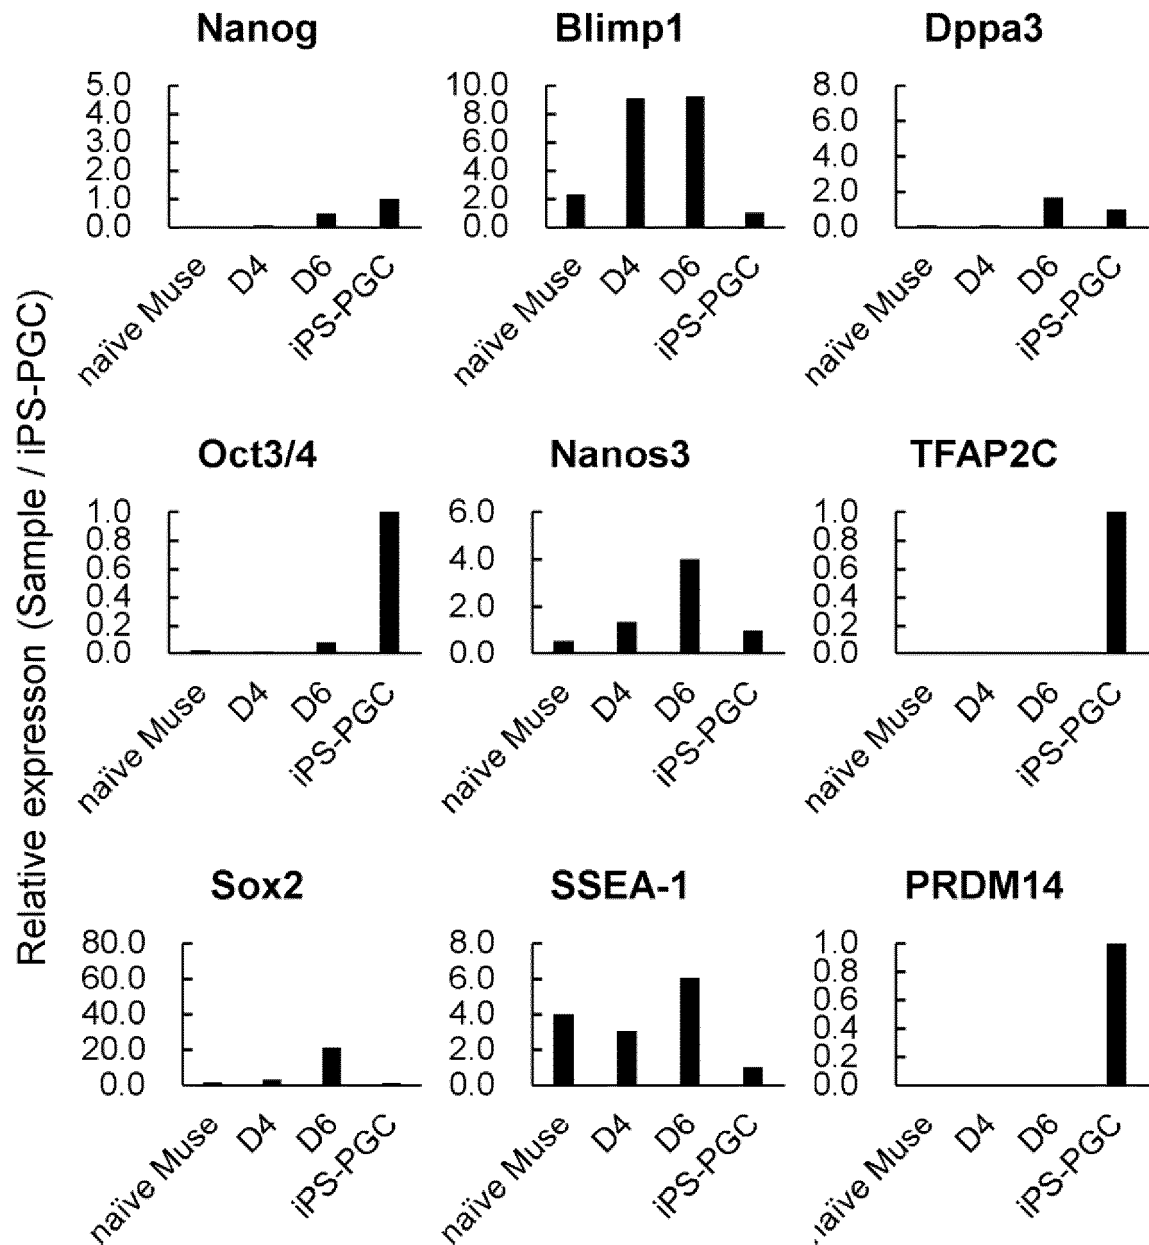 Nanog
5.0
4.0
3.0
2.0
1.0
0.0
naïve Muse
D4
D6
iPS-PGC
Blimp1
10.0
8.0
6.0
4.0
2.0
0.0
naïve Muse
D4
D6
iPS-PGC
Dppa3
8.0
6.0
4.0
2.0
0.0
naïve Muse
D4
D6
iPS-PGC
Relative expresson (Sample / iPS-PGC)
Oct3/4
1.0
0.8
0.6
0.4
0.2
0.0
naïve Muse
D4
D6
iPS-PGC
Nanos3
6.0
4.0
2.0
0.0
naïve Muse
D4
D6
iPS-PGC
TFAP2C
1.0
0.8
0.6
0.4
0.2
0.0
naïve Muse
D4
D6
iPS-PGC
Sox2
80.0
60.0
40.0
20.0
0.0
naïve Muse
D4
D6
iPS-PGC
SSEA-1
8.0
6.0
4.0
2.0
0.0
naïve Muse
D4
D6
iPS-PGC
PRDM14
1.0
0.8
0.6
0.4
0.2
0.0
naïve Muse
D4
D6
iPS-PGC